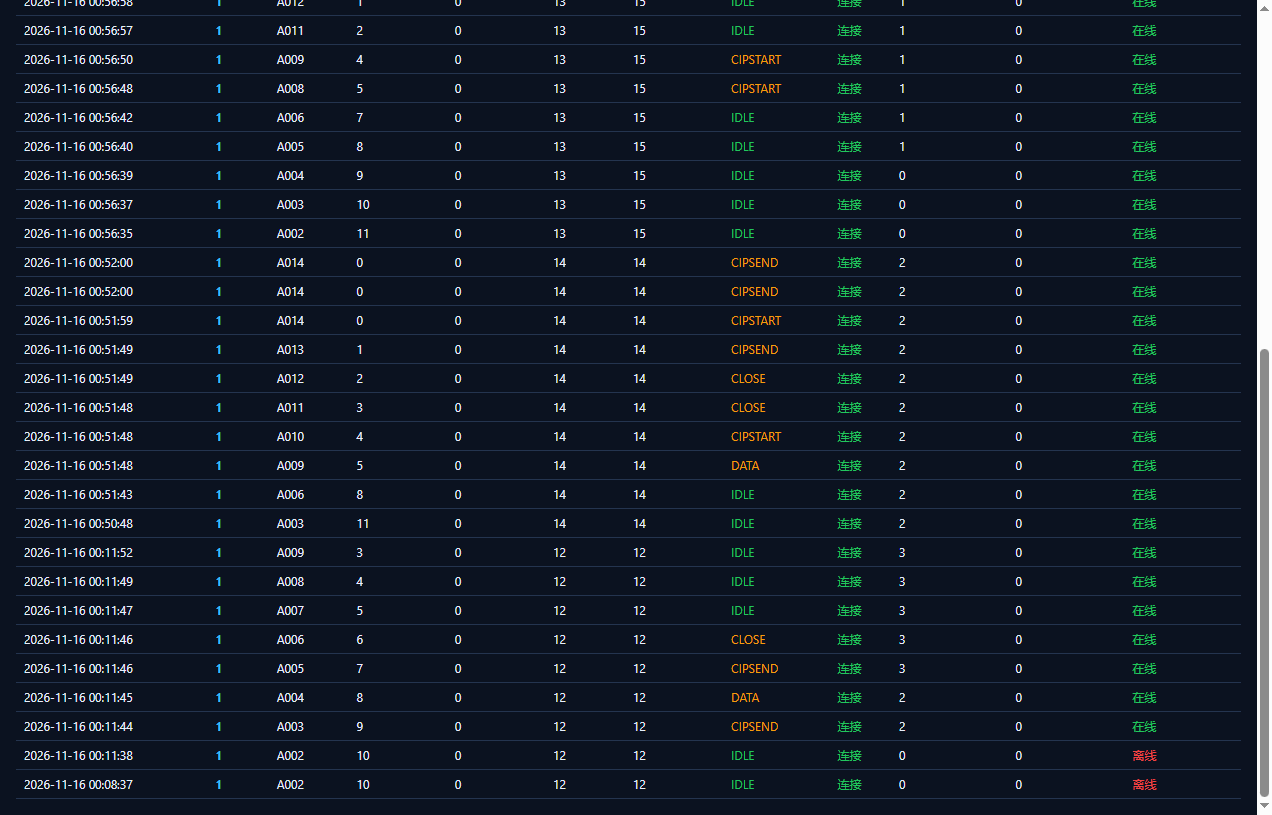 2026-11-16 00:56:58 1 A012 1 0 13 15 IDLE 连接 1 0 在线
2026-11-16 00:56:57 1 A011 2 0 13 15 IDLE 连接 1 0 在线
2026-11-16 00:56:50 1 A009 4 0 13 15 CIPSTART 连接 1 0 在线
2026-11-16 00:56:48 1 A008 5 0 13 15 CIPSTART 连接 1 0 在线
2026-11-16 00:56:42 1 A006 7 0 13 15 IDLE 连接 1 0 在线
2026-11-16 00:56:40 1 A005 8 0 13 15 IDLE 连接 1 0 在线
2026-11-16 00:56:39 1 A004 9 0 13 15 IDLE 连接 0 0 在线
2026-11-16 00:56:37 1 A003 10 0 13 15 IDLE 连接 0 0 在线
2026-11-16 00:56:35 1 A002 11 0 13 15 IDLE 连接 0 0 在线
2026-11-16 00:52:00 1 A014 0 0 14 14 CIPSEND 连接 2 0 在线
2026-11-16 00:52:00 1 A014 0 0 14 14 CIPSEND 连接 2 0 在线
2026-11-16 00:51:59 1 A014 0 0 14 14 CIPSTART 连接 2 0 在线
2026-11-16 00:51:49 1 A013 1 0 14 14 CIPSEND 连接 2 0 在线
2026-11-16 00:51:49 1 A012 2 0 14 14 CLOSE 连接 2 0 在线
2026-11-16 00:51:48 1 A011 3 0 14 14 CLOSE 连接 2 0 在线
2026-11-16 00:51:48 1 A010 4 0 14 14 CIPSTART 连接 2 0 在线
2026-11-16 00:51:48 1 A009 5 0 14 14 DATA 连接 2 0 在线
2026-11-16 00:51:43 1 A006 8 0 14 14 IDLE 连接 2 0 在线
2026-11-16 00:50:48 1 A003 11 0 14 14 IDLE 连接 2 0 在线
2026-11-16 00:11:52 1 A009 3 0 12 12 IDLE 连接 3 0 在线
2026-11-16 00:11:49 1 A008 4 0 12 12 IDLE 连接 3 0 在线
2026-11-16 00:11:47 1 A007 5 0 12 12 IDLE 连接 3 0 在线
2026-11-16 00:11:46 1 A006 6 0 12 12 CLOSE 连接 3 0 在线
2026-11-16 00:11:46 1 A005 7 0 12 12 CIPSEND 连接 3 0 在线
2026-11-16 00:11:45 1 A004 8 0 12 12 DATA 连接 2 0 在线
2026-11-16 00:11:44 1 A003 9 0 12 12 CIPSEND 连接 2 0 在线
2026-11-16 00:11:38 1 A002 10 0 12 12 IDLE 连接 0 0 离线
2026-11-16 00:08:37 1 A002 10 0 12 12 IDLE 连接 0 0 离线